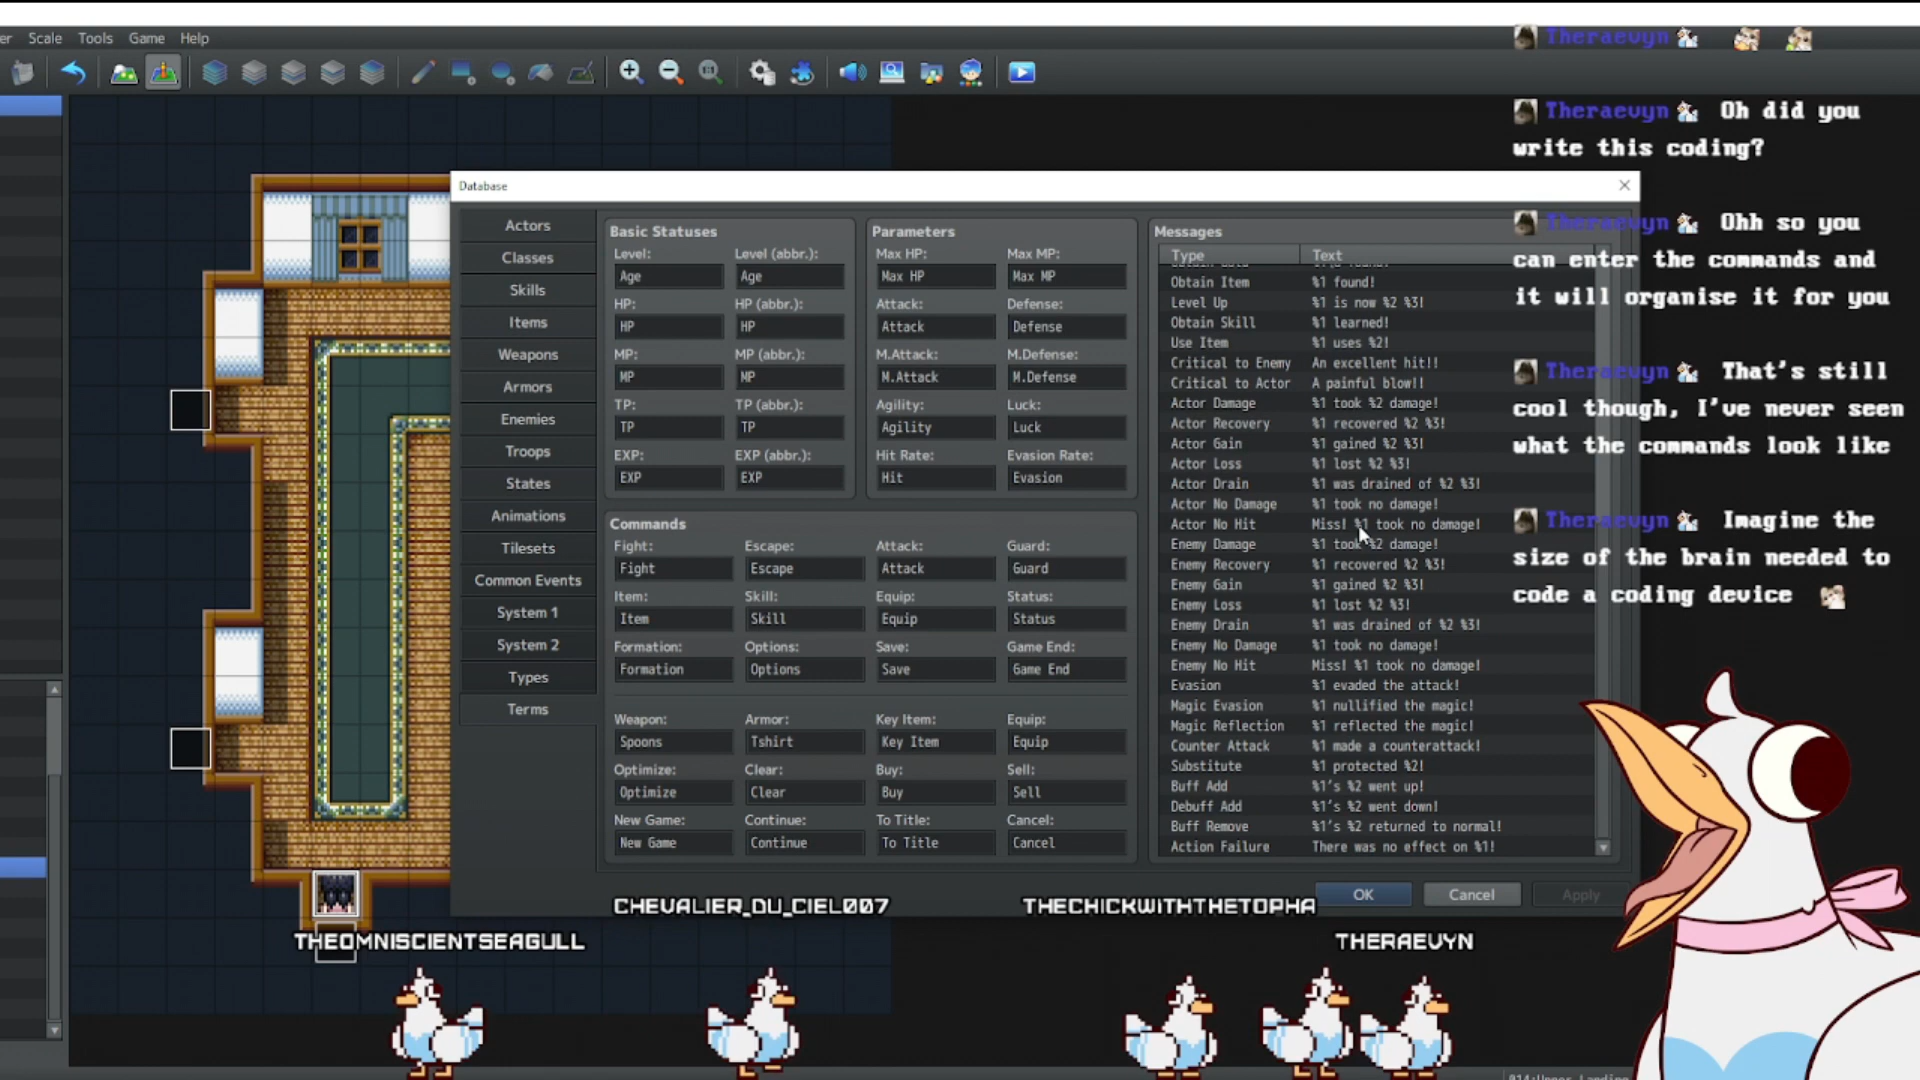 Scale Tools Game Help
Database
Actors
Classes
Skills
Items
Weapons
Armors
Enemies
Troops
States
Animations
Tilesets
Common Events
System 1
System 2
Types
Terms
Basic Statuses
Level: Level (abbr.):
Age Age
HP: HP (abbr.):
HP HP
MP: MP (abbr.):
MP MP
TP: TP (abbr.):
TP TP
EXP: EXP (abbr.):
EXP EXP
Parameters
Max HP: Max MP:
Max HP Max MP
Attack: Defense:
Attack Defense
M.Attack: M.Defense:
M.Attack M.Defense
Agility: Luck:
Agility Luck
Hit Rate: Evasion Rate:
Hit Evasion
Commands
Fight: Escape: Attack: Guard:
Fight Escape Attack Guard
Item: Skill: Equip: Status:
Item Skill Equip Status
Formation: Options: Save: Game End:
Formation Options Save Game End
Weapon: Armor: Key Item: Equip:
Spoons Tshirt Key Item Equip
Optimize: Clear: Buy: Sell:
Optimize Clear Buy Sell
New Game: Continue: To Title: Cancel:
New Game Continue To Title Cancel
Messages
Type Text
Obtain Item %1 found!
Level Up %1 is now %2 %3!
Obtain Skill %1 learned!
Use Item %1 uses %2!
Critical to Enemy An excellent hit!!
Critical to Actor A painful blow!!
Actor Damage %1 took %2 damage!
Actor Recovery %1 recovered %2 %3!
Actor Gain %1 gained %2 %3!
Actor Loss %1 lost %2 %3!
Actor Drain %1 was drained of %2 %3!
Actor No Damage %1 took no damage!
Actor No Hit Miss! %1 took no damage!
Enemy Damage %1 took %2 damage!
Enemy Recovery %1 recovered %2 %3!
Enemy Gain %1 gained %2 %3!
Enemy Loss %1 lost %2 %3!
Enemy Drain %1 was drained of %2 %3!
Enemy No Damage %1 took no damage!
Enemy No Hit Miss! %1 took no damage!
Evasion %1 evaded the attack!
Magic Evasion %1 nullified the magic!
Magic Reflection %1 reflected the magic!
Counter Attack %1 made a counterattack!
Substitute %1 protected %2!
Buff Add %1's %2 went up!
Debuff Add %1's %2 went down!
Buff Remove %1's %2 returned to normal!
Action Failure There was no effect on %1!
OK Cancel Apply
Theraevyn
Theraevyn Oh did you
write this coding?
Theraevyn Ohh so you
can enter the commands and
it will organise it for you
Theraevyn That's still
cool though, I've never seen
what the commands look like
Theraevyn Imagine the
size of the brain needed to
code a coding device
CHEVALIER_DU_CIEL007
THECHICKWITHTHETOPHA
THEOMNISCIENTSEAGULL
THERAEVYN